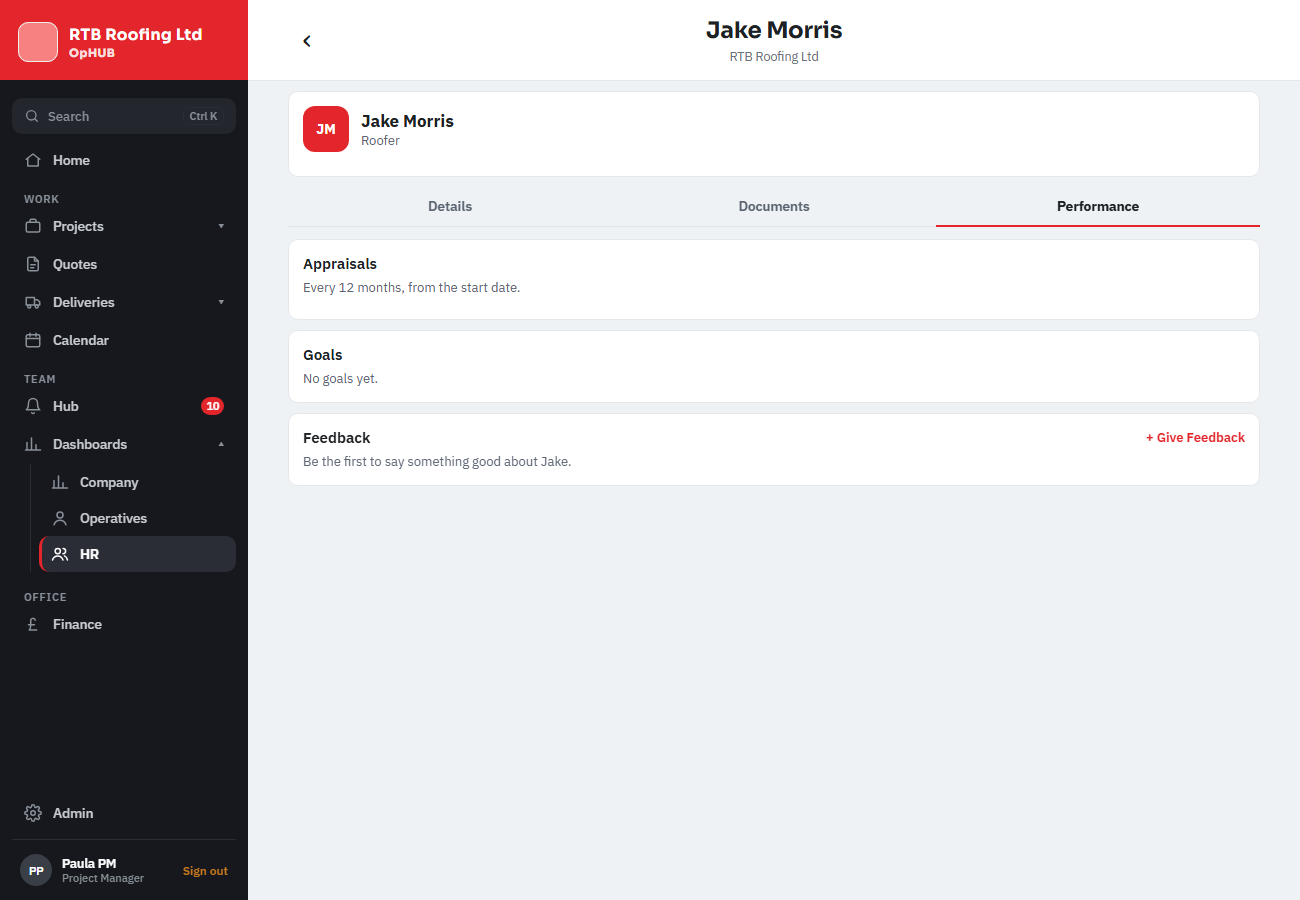 RTB Roofing Ltd
OpHUB
Search
Ctrl K
Home
WORK
Projects
Quotes
Deliveries
Calendar
TEAM
Hub
10
Dashboards
Company
Operatives
HR
OFFICE
£
Finance
Admin
PP
Paula PM
Project Manager
Sign out
Jake Morris
RTB Roofing Ltd
JM
Jake Morris
Roofer
Details
Documents
Performance
Appraisals
Every 12 months, from the start date.
Goals
No goals yet.
Feedback
+ Give Feedback
Be the first to say something good about Jake.